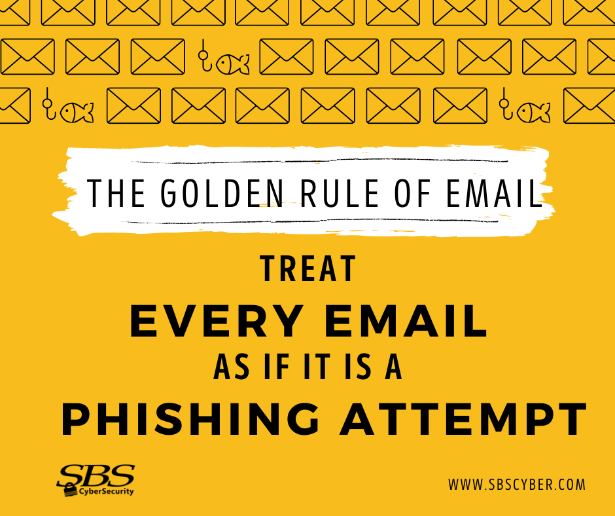 THE GOLDEN RULE OF EMAIL
TREAT
EVERY EMAIL
AS IF IT IS A
PHISHING ATTEMPT
SBS
CyberSecurity
WWW.SBSCYBER.COM